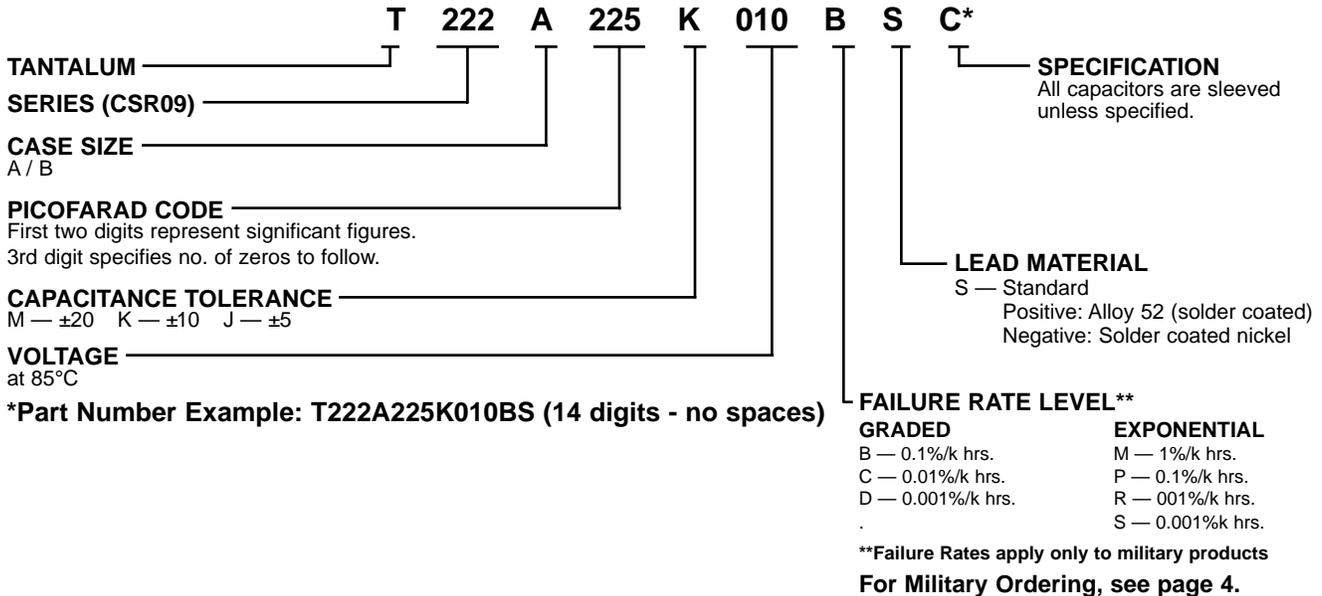 T 222 A 225 K 010 B S C*
TANTALUM
SERIES (CSR09)
CASE SIZE
A / B
PICOFARAD CODE
First two digits represent significant figures.
3rd digit specifies no. of zeros to follow.
CAPACITANCE TOLERANCE
M — ±20 K — ±10 J — ±5
VOLTAGE
at 85°C
*Part Number Example: T222A225K010BS (14 digits - no spaces)
SPECIFICATION
All capacitors are sleeved
unless specified.
LEAD MATERIAL
S — Standard
Positive: Alloy 52 (solder coated)
Negative: Solder coated nickel
FAILURE RATE LEVEL**
GRADED EXPONENTIAL
B — 0.1%/k hrs. M — 1%/k hrs.
C — 0.01%/k hrs. P — 0.1%/k hrs.
D — 0.001%/k hrs. R — 001%/k hrs.
. S — 0.001%k hrs.
**Failure Rates apply only to military products
For Military Ordering, see page 4.